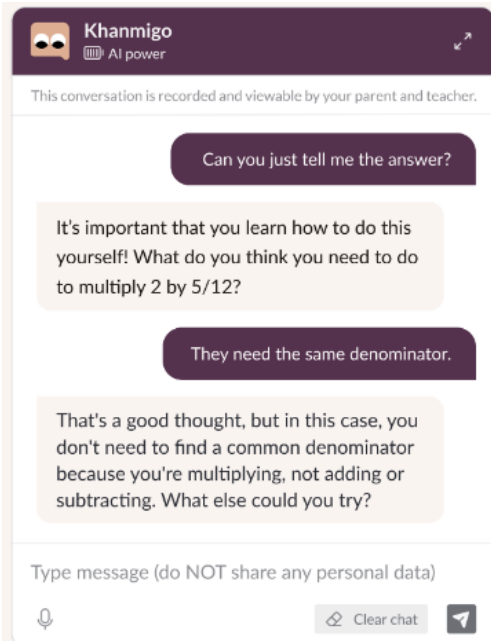 Khanmigo
AI power
This conversation is recorded and viewable by your parent and teacher.
Can you just tell me the answer?
It's important that you learn how to do this
yourself! What do you think you need to do
to multiply 2 by 5/12?
They need the same denominator.
That's a good thought, but in this case, you
don't need to find a common denominator
because you're multiplying, not adding or
subtracting. What else could you try?
Type message (do NOT share any personal data)
Clear chat